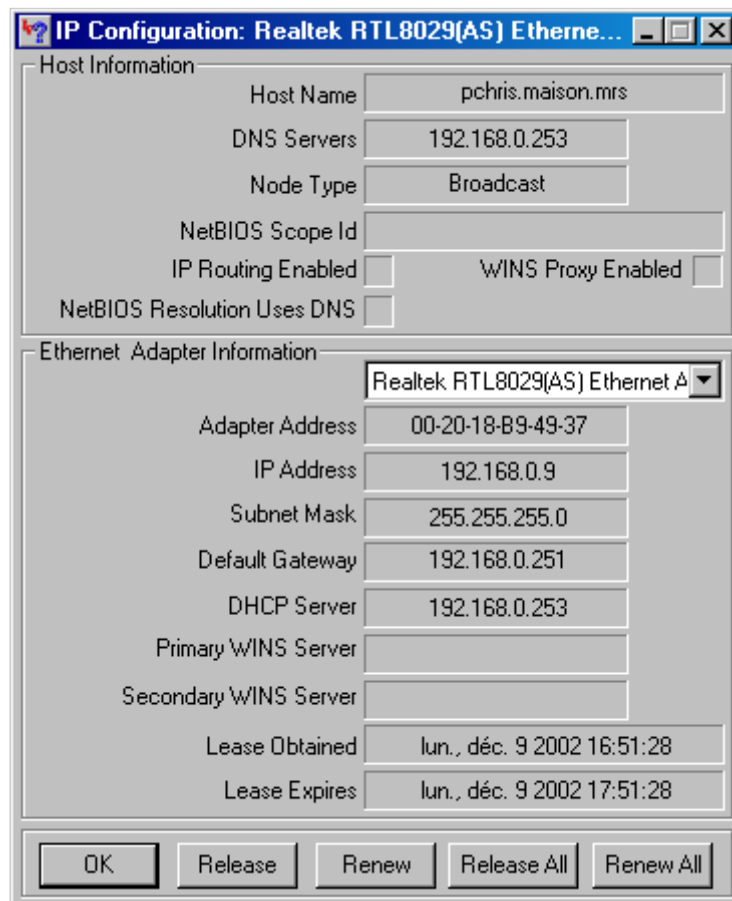 IP Configuration: Realtek RTL8029(AS) Etherne...
Host Information
Host Name pchris.maison.mrs
DNS Servers 192.168.0.253
Node Type Broadcast
NetBIOS Scope Id
IP Routing Enabled WINS Proxy Enabled
NetBIOS Resolution Uses DNS
Ethernet Adapter Information
Realtek RTL8029(AS) Ethernet A
Adapter Address 00-20-18-B9-49-37
IP Address 192.168.0.9
Subnet Mask 255.255.255.0
Default Gateway 192.168.0.251
DHCP Server 192.168.0.253
Primary WINS Server
Secondary WINS Server
Lease Obtained lun., déc. 9 2002 16:51:28
Lease Expires lun., déc. 9 2002 17:51:28
OK Release Renew Release All Renew All